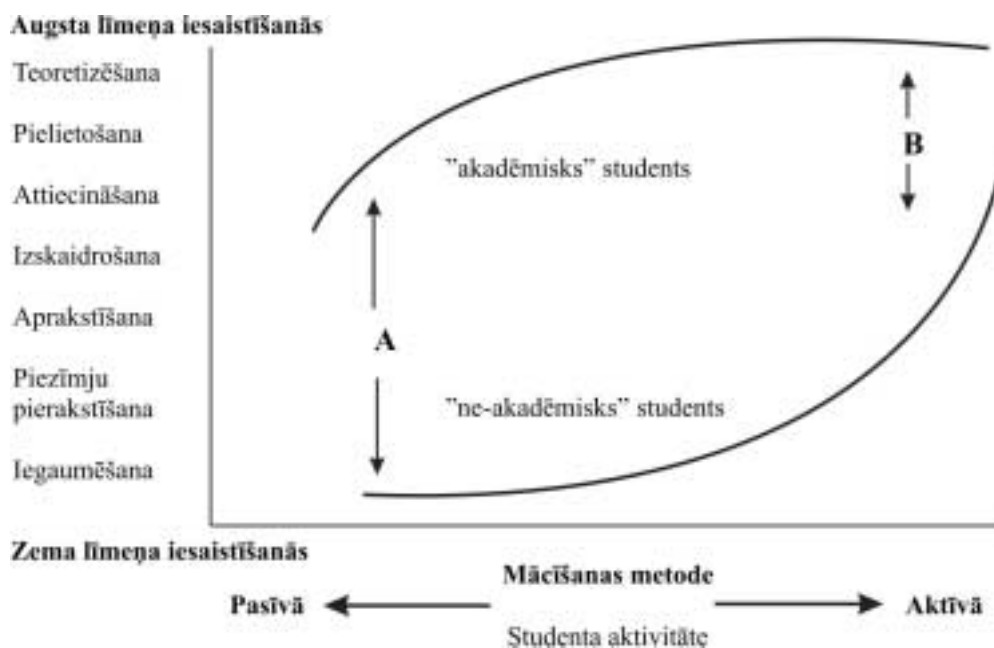 Augsta līmeņa iesaistīšanās
Teoretizēšana
Pielietošana
Attiecināšana
Izskaidrošana
Aprakstīšana
Piezīmju
pierakstīšana
Iegaumēšana
"akadēmisks" students
B
A
"ne-akadēmisks" students
Zema līmeņa iesaistīšanās
Mācīšanas metode
Pasīvā
Aktīvā
Studenta aktivitāte